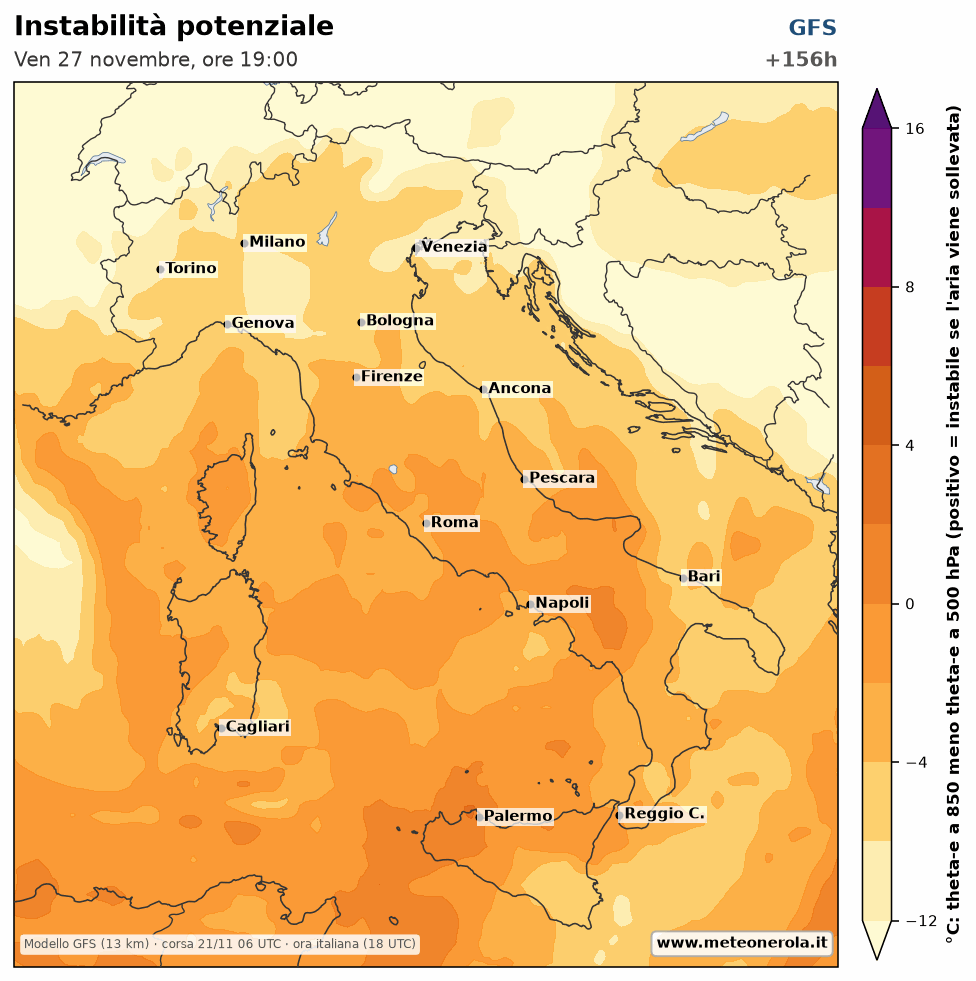 Instabilità potenziale
GFS
Ven 27 novembre, ore 19:00
+156h
Milano
Venezia
Torino
Genova
Bologna
Firenze
Ancona
Pescara
Roma
Bari
Napoli
Cagliari
Palermo
Reggio C.
16
8
4
0
−4
−12
°C: theta-e a 850 meno theta-e a 500 hPa (positivo = instabile se l'aria viene sollevata)
Modello GFS (13 km) · corsa 21/11 06 UTC · ora italiana (18 UTC)
www.meteonerola.it